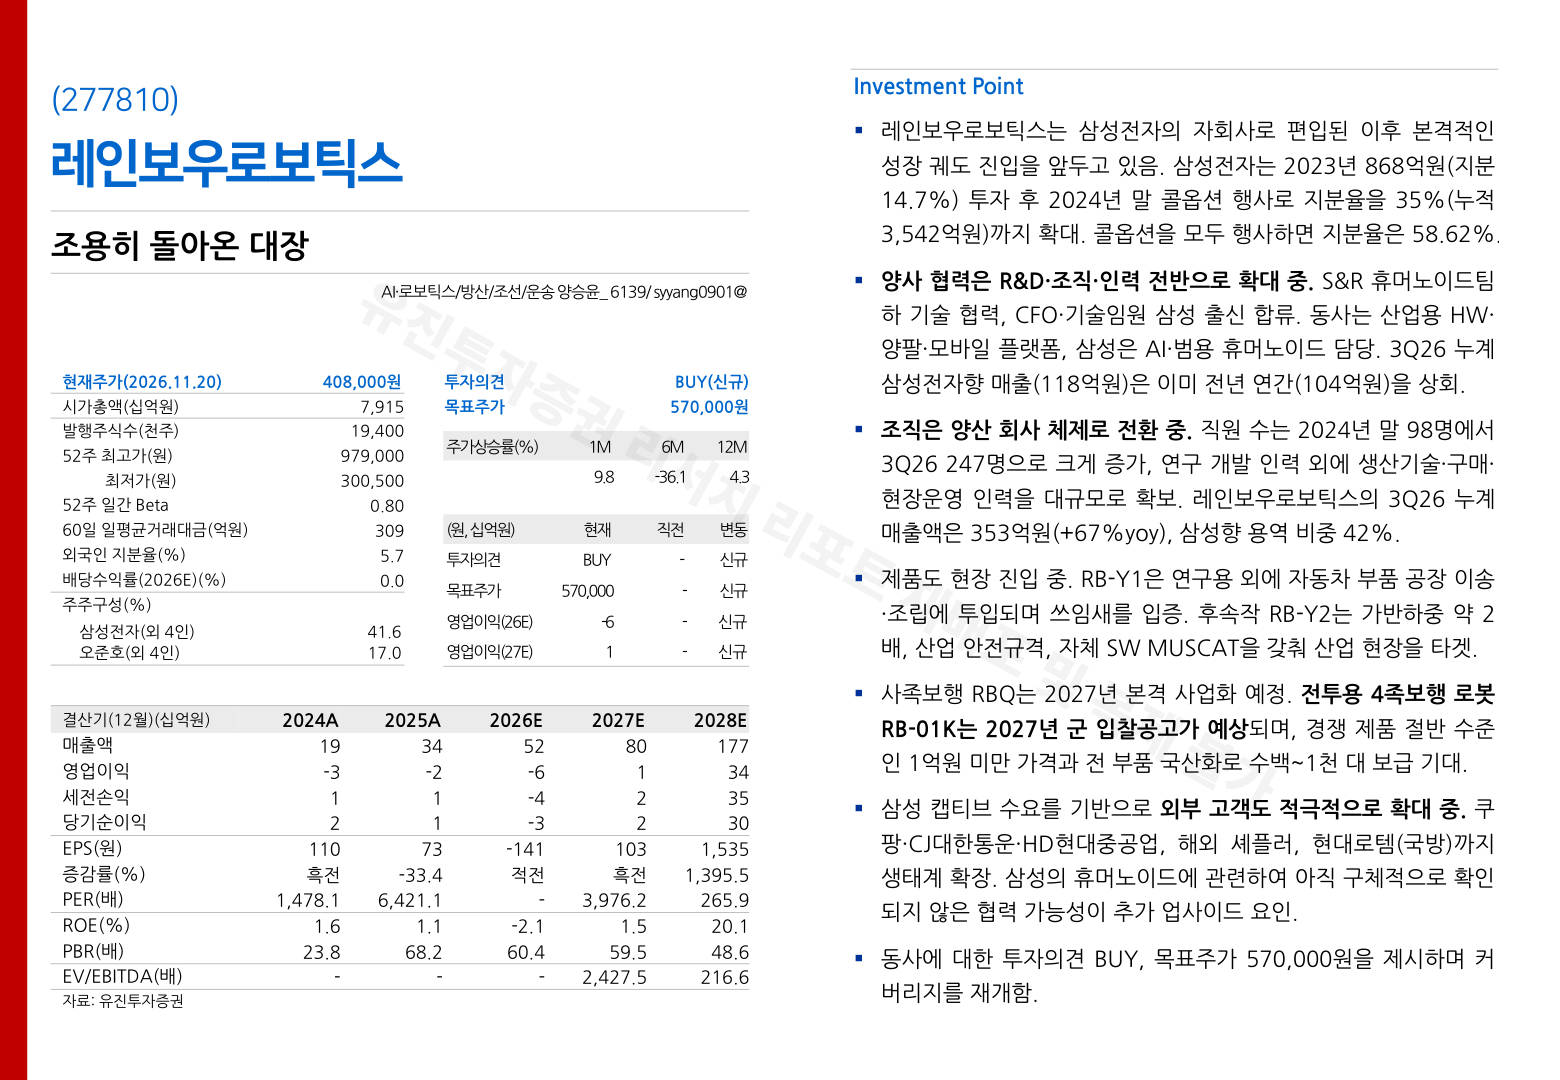 (277810)
레인보우로보틱스
조용히 돌아온 대장
AI·로보틱스/방산/조선/운송 양승윤_ 6139/ syyang0901@
현재주가(2026.11.20) 408,000원
시가총액(십억원) 7,915
발행주식수(천주) 19,400
52주 최고가(원) 979,000
최저가(원) 300,500
52주 일간 Beta 0.80
60일 일평균거래대금(억원) 309
외국인 지분율(%) 5.7
배당수익률(2026E)(%) 0.0
주주구성(%)
삼성전자(외 4인) 41.6
오준호(외 4인) 17.0
투자의견 BUY(신규)
목표주가 570,000원
주가상승률(%) 1M 6M 12M
9.8 -36.1 4.3
(원, 십억원) 현재 직전 변동
투자의견 BUY - 신규
목표주가 570,000 - 신규
영업이익(26E) -6 - 신규
영업이익(27E) 1 - 신규
결산기(12월)(십억원) 2024A 2025A 2026E 2027E 2028E
매출액 19 34 52 80 177
영업이익 -3 -2 -6 1 34
세전손익 1 1 -4 2 35
당기순이익 2 1 -3 2 30
EPS(원) 110 73 -141 103 1,535
증감률(%) 흑전 -33.4 적전 흑전 1,395.5
PER(배) 1,478.1 6,421.1 - 3,976.2 265.9
ROE(%) 1.6 1.1 -2.1 1.5 20.1
PBR(배) 23.8 68.2 60.4 59.5 48.6
EV/EBITDA(배) - - - 2,427.5 216.6
자료: 유진투자증권
Investment Point
▪ 레인보우로보틱스는 삼성전자의 자회사로 편입된 이후 본격적인
성장 궤도 진입을 앞두고 있음. 삼성전자는 2023년 868억원(지분
14.7%) 투자 후 2024년 말 콜옵션 행사로 지분율을 35%(누적
3,542억원)까지 확대. 콜옵션을 모두 행사하면 지분율은 58.62%.
▪ 양사 협력은 R&D·조직·인력 전반으로 확대 중. S&R 휴머노이드팀
하 기술 협력, CFO·기술임원 삼성 출신 합류. 동사는 산업용 HW·
양팔·모바일 플랫폼, 삼성은 AI·범용 휴머노이드 담당. 3Q26 누계
삼성전자향 매출(118억원)은 이미 전년 연간(104억원)을 상회.
▪ 조직은 양산 회사 체제로 전환 중. 직원 수는 2024년 말 98명에서
3Q26 247명으로 크게 증가, 연구 개발 인력 외에 생산기술·구매·
현장운영 인력을 대규모로 확보. 레인보우로보틱스의 3Q26 누계
매출액은 353억원(+67%yoy), 삼성향 용역 비중 42%.
▪ 제품도 현장 진입 중. RB-Y1은 연구용 외에 자동차 부품 공장 이송
·조립에 투입되며 쓰임새를 입증. 후속작 RB-Y2는 가반하중 약 2
배, 산업 안전규격, 자체 SW MUSCAT을 갖춰 산업 현장을 타겟.
▪ 사족보행 RBQ는 2027년 본격 사업화 예정. 전투용 4족보행 로봇
RB-01K는 2027년 군 입찰공고가 예상되며, 경쟁 제품 절반 수준
인 1억원 미만 가격과 전 부품 국산화로 수백~1천 대 보급 기대.
▪ 삼성 캡티브 수요를 기반으로 외부 고객도 적극적으로 확대 중. 쿠
팡·CJ대한통운·HD현대중공업, 해외 셰플러, 현대로템(국방)까지
생태계 확장. 삼성의 휴머노이드에 관련하여 아직 구체적으로 확인
되지 않은 협력 가능성이 추가 업사이드 요인.
▪ 동사에 대한 투자의견 BUY, 목표주가 570,000원을 제시하며 커
버리지를 재개함.